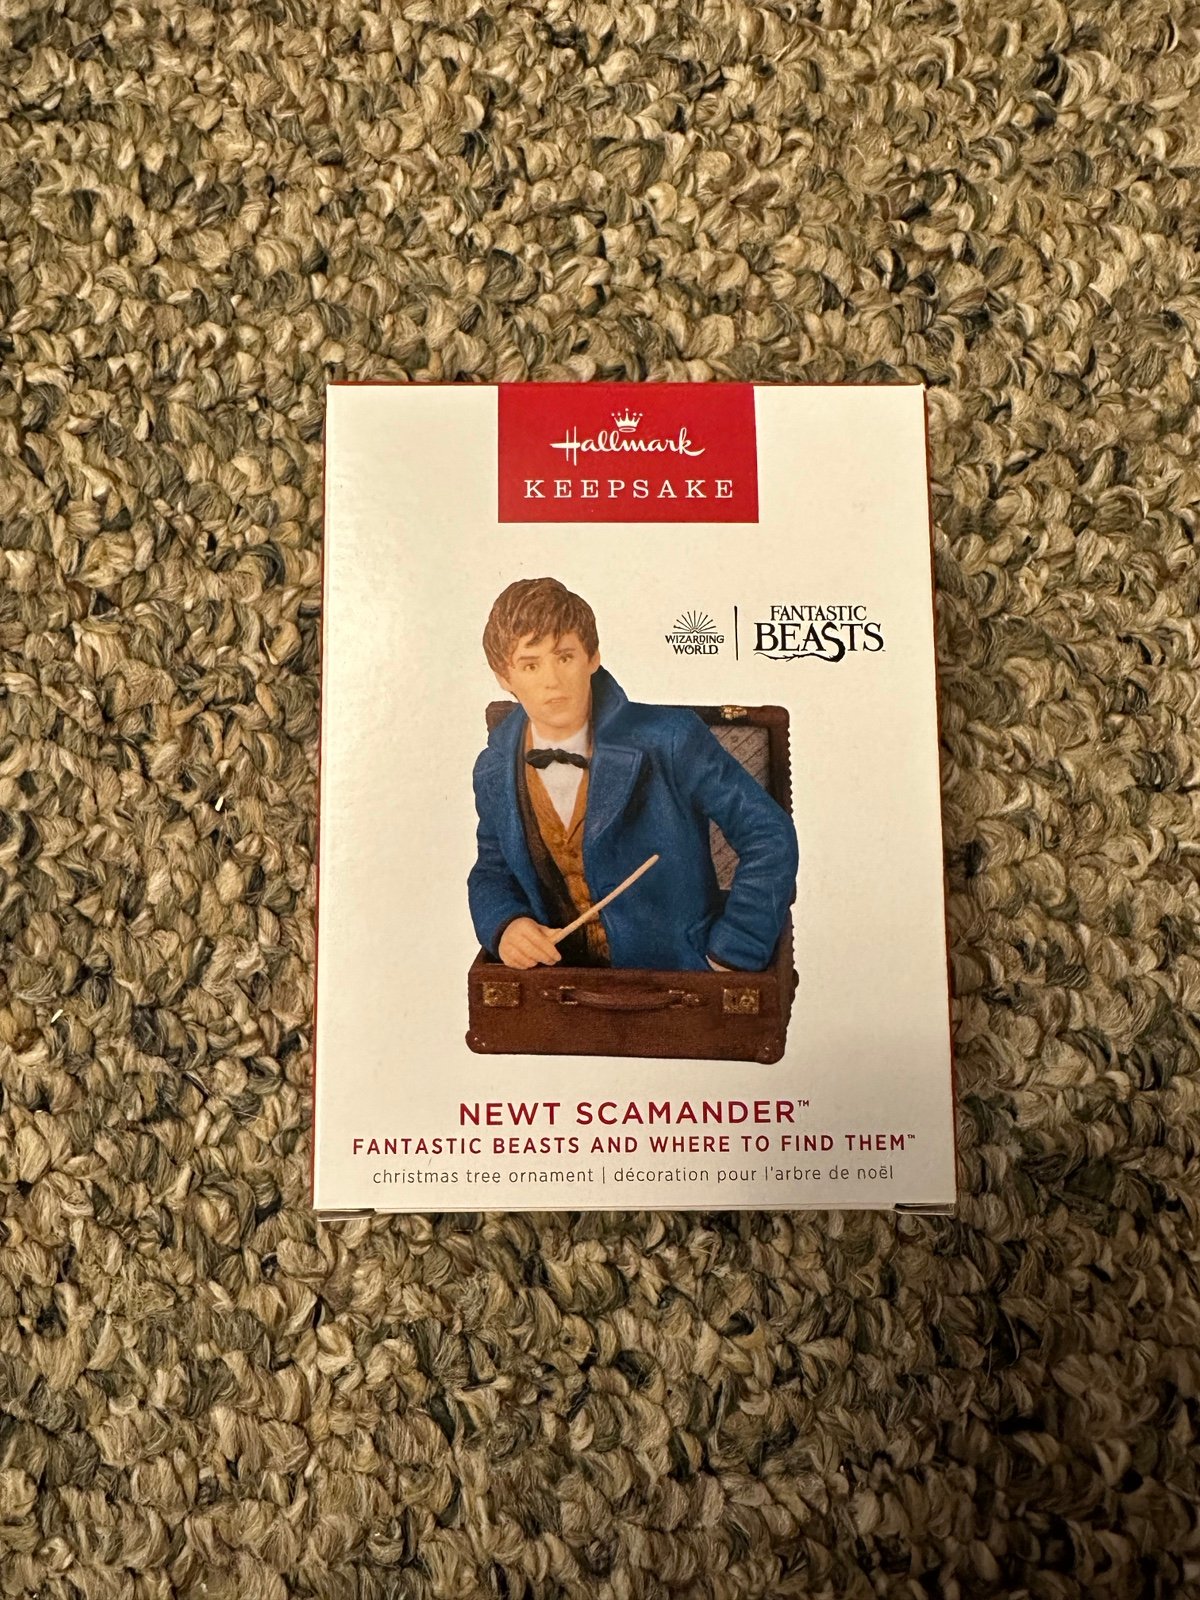 Hallmark
KEEPSAKE
WIZARDING
WORLD
FANTASTIC
BEASTS
NEWT SCAMANDER™
FANTASTIC BEASTS AND WHERE TO FIND THEM™
christmas tree ornament | décoration pour l'arbre de noël